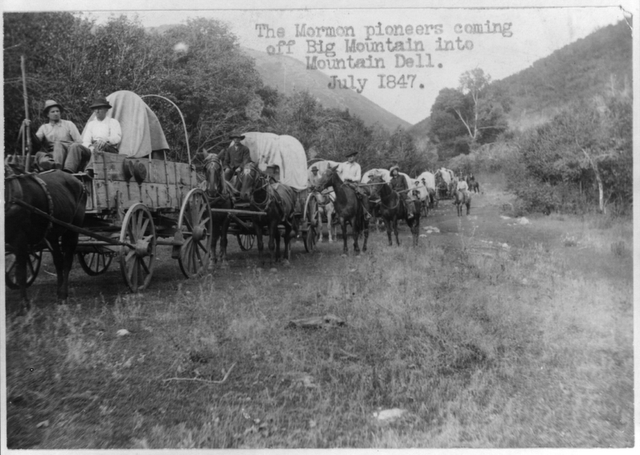 The Mormon pioneers coming
off Big Mountain into
Mountain Dell.
July 1847.